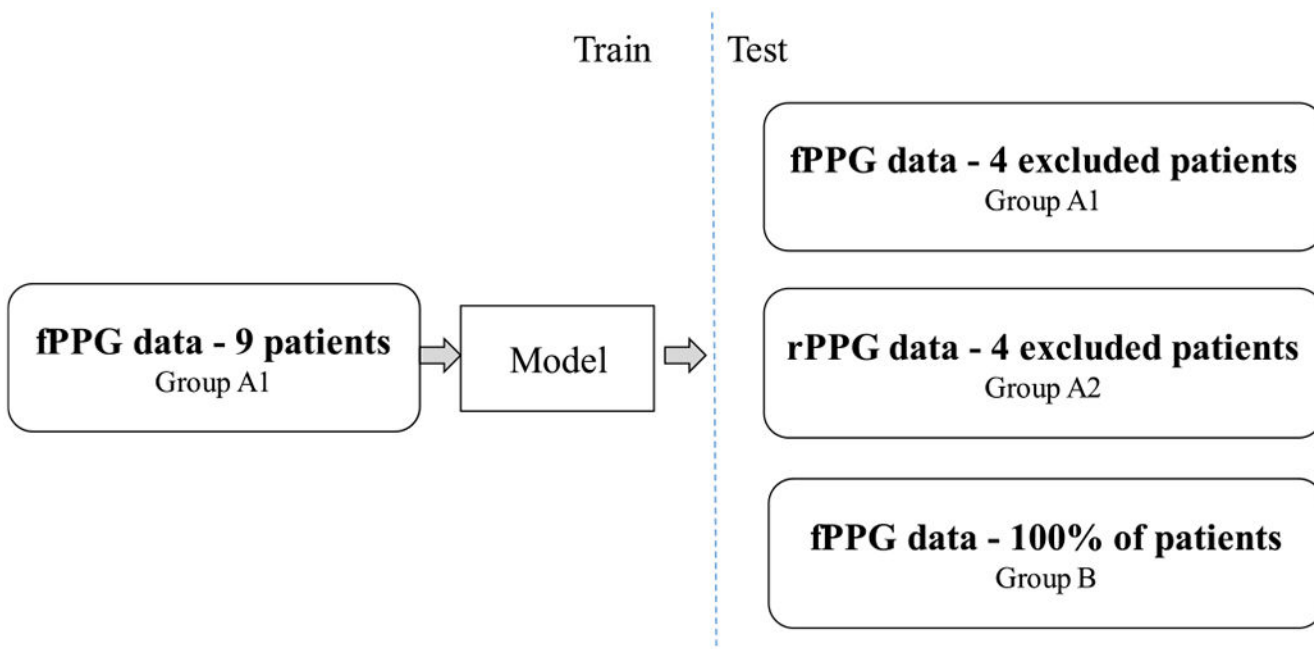 Train
Test
fPPG data - 9 patients
Group A1
Model
fPPG data - 4 excluded patients
Group A1
rPPG data - 4 excluded patients
Group A2
fPPG data - 100% of patients
Group B